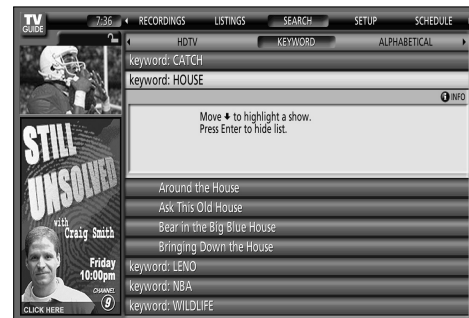 TV GUIDE
7:36
RECORDINGS LISTINGS SEARCH SETUP SCHEDULE
HDTV KEYWORD ALPHABETICAL
keyword: CATCH
keyword: HOUSE
INFO
Move to highlight a show.
Press Enter to hide list.
Around the House
Ask This Old House
Bear in the Big Blue House
Bringing Down the House
keyword: LENO
keyword: NBA
keyword: WILDLIFE
STILL
UNSOLVED
with
Craig Smith
Friday
10:00pm
CHANNEL
9
CLICK HERE